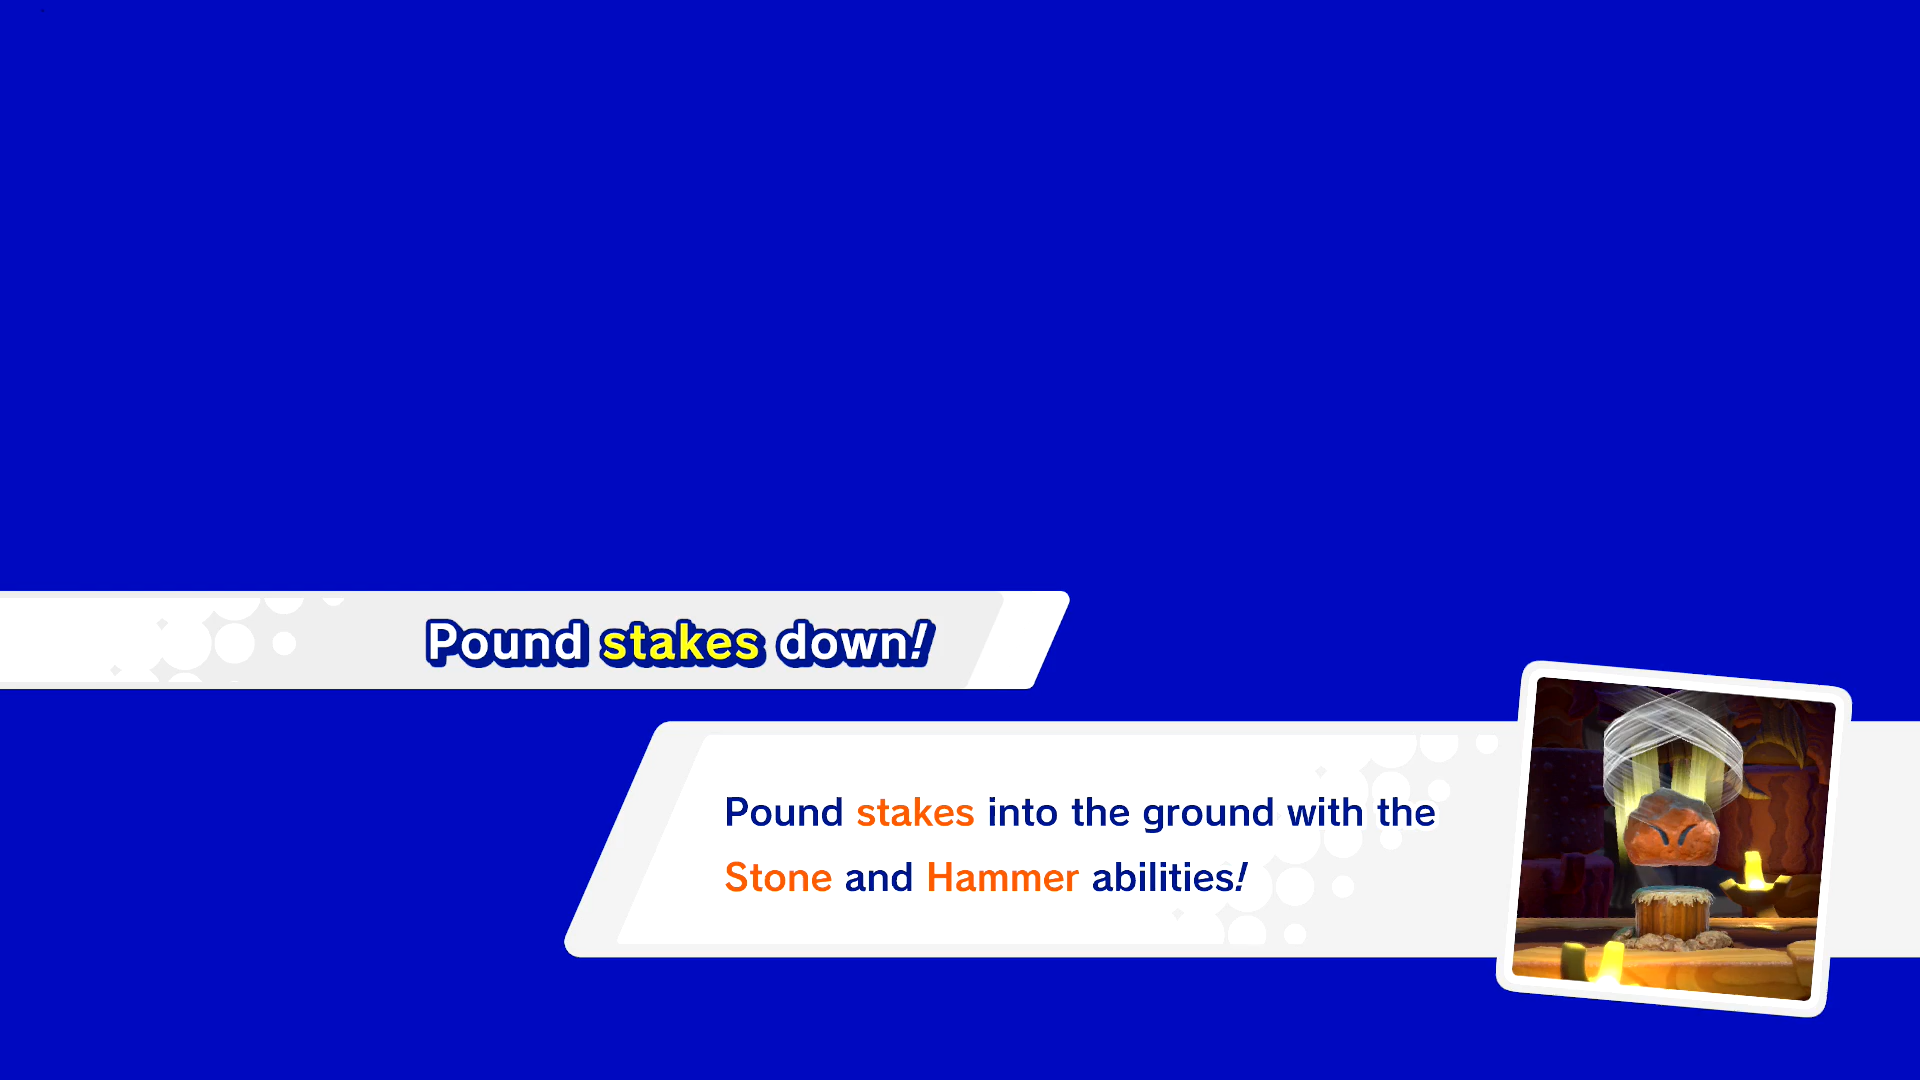 Pound stakes down!
Pound stakes into the ground with the
Stone and Hammer abilities!